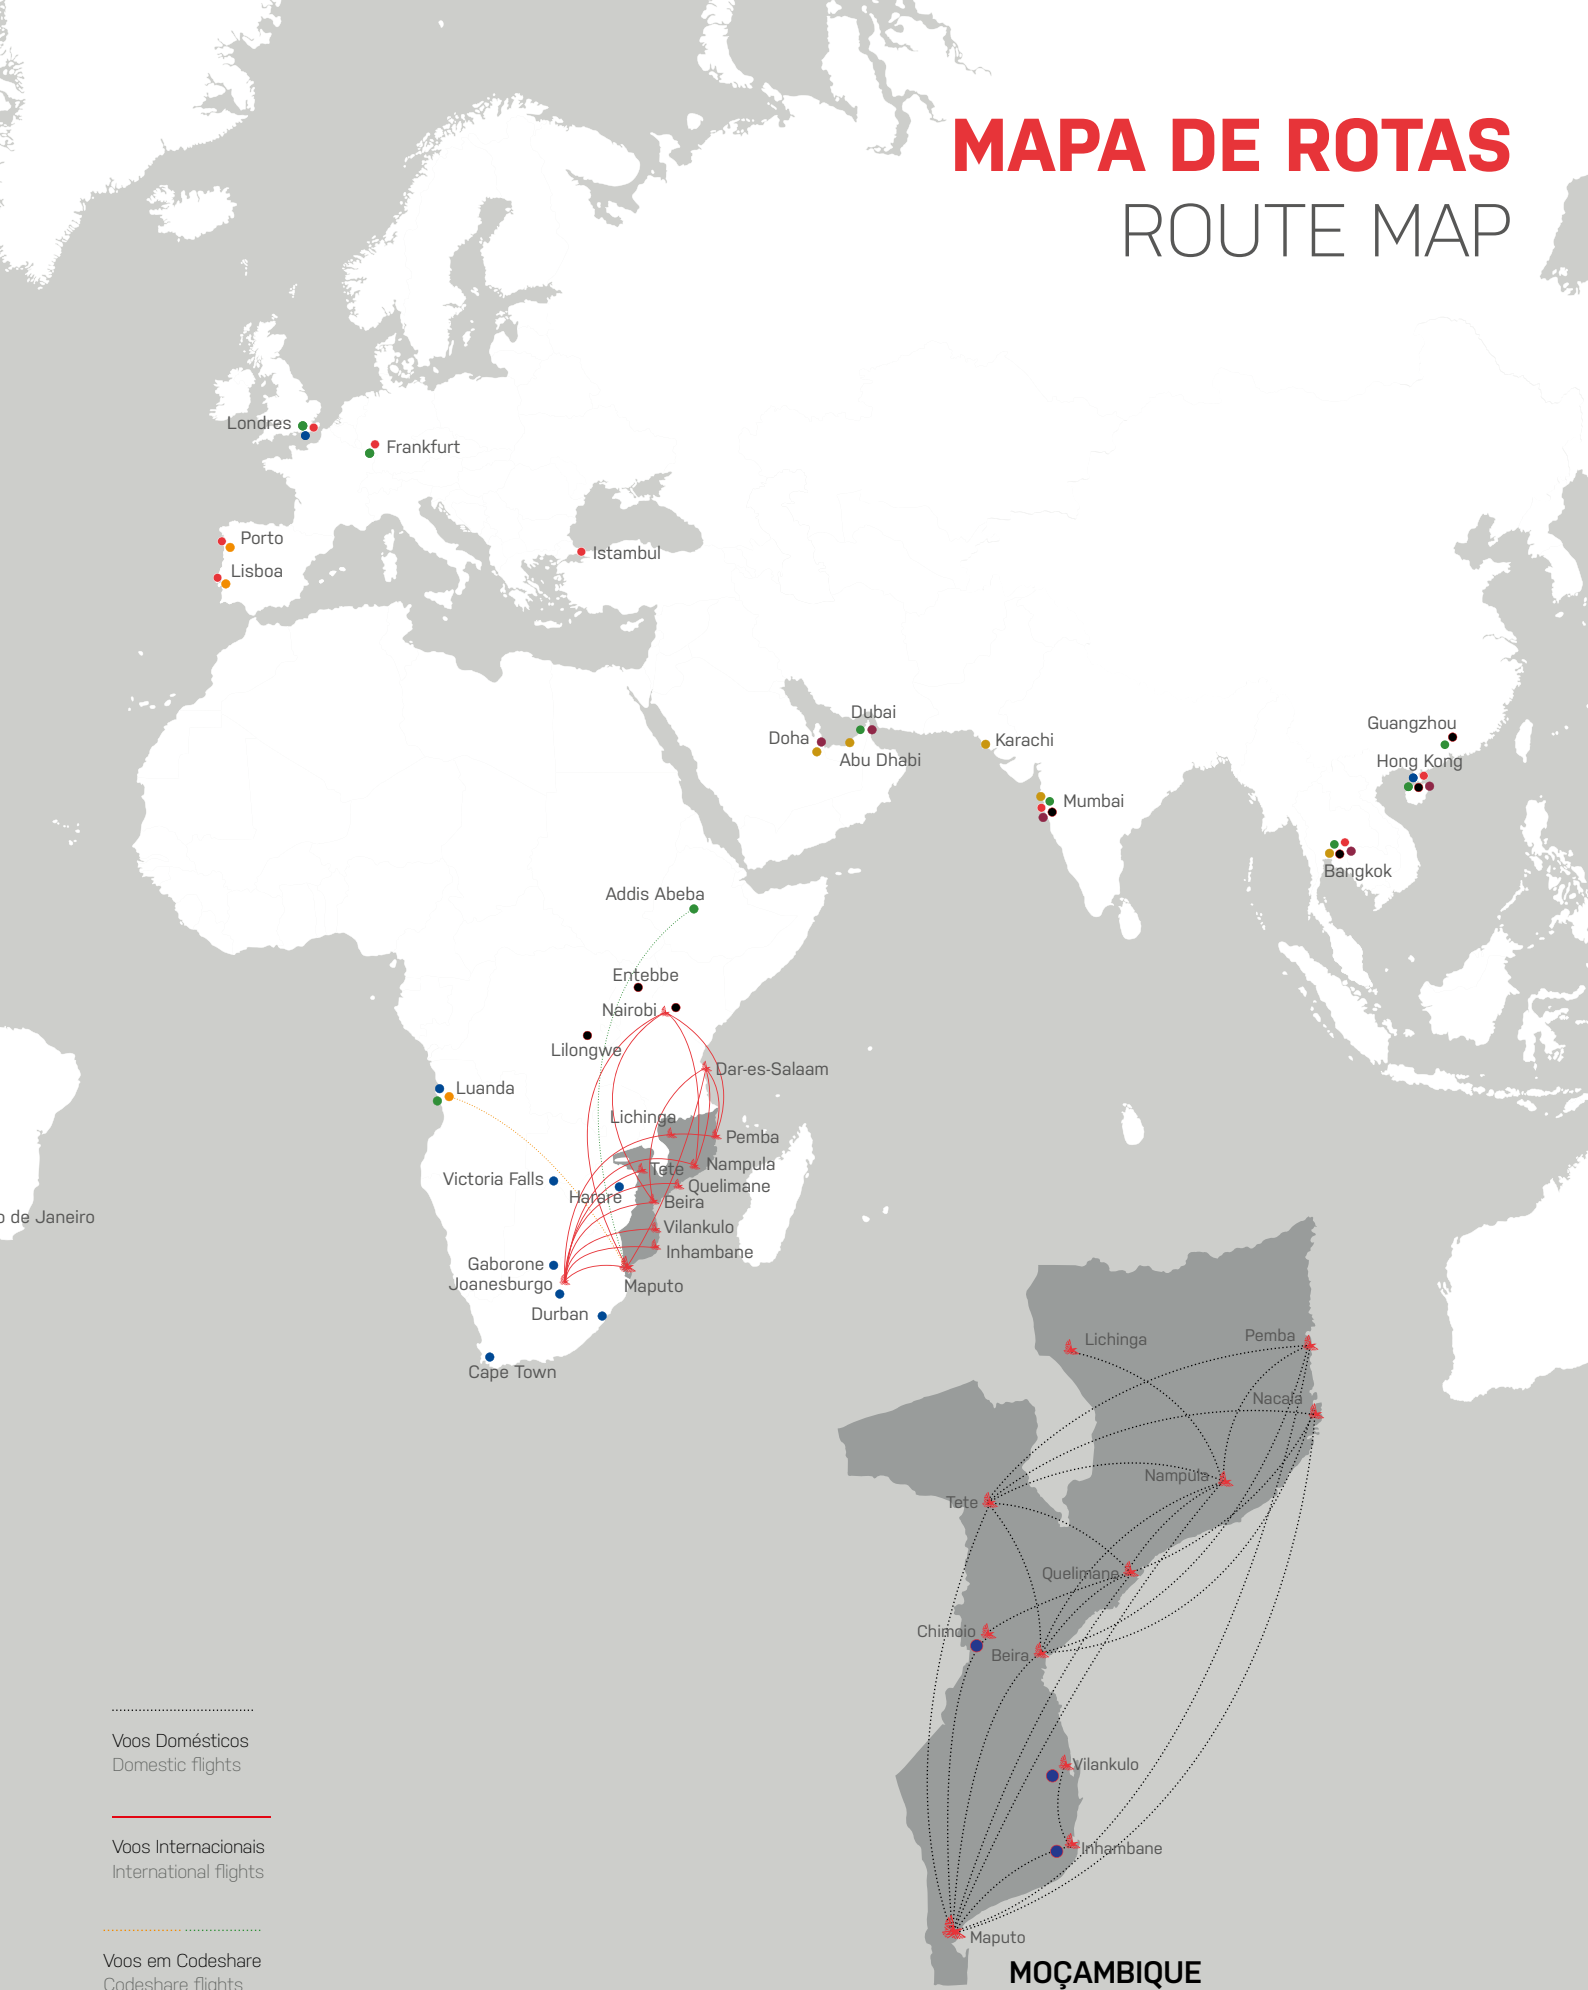 MAPA DE ROTAS
ROUTE MAP
Londres
Frankfurt
Porto
Lisboa
Istambul
Dubai
Doha
Abu Dhabi
Karachi
Guangzhou
Hong Kong
Mumbai
Bangkok
Addis Abeba
Entebbe
Nairobi
Lilongwe
Dar-es-Salaam
Luanda
Lichinga
Pemba
Nampula
Tete
Victoria Falls
Quelimane
Harare
Beira
o de Janeiro
Vilankulo
Inhambane
Gaborone
Joanesburgo
Maputo
Durban
Cape Town
Lichinga
Pemba
Nacala
Nampula
Tete
Quelimane
Chimoio
Beira
Vilankulo
Inhambane
Maputo
MOÇAMBIQUE
Voos Domésticos
Domestic flights
Voos Internacionais
International flights
Voos em Codeshare
Codeshare flights